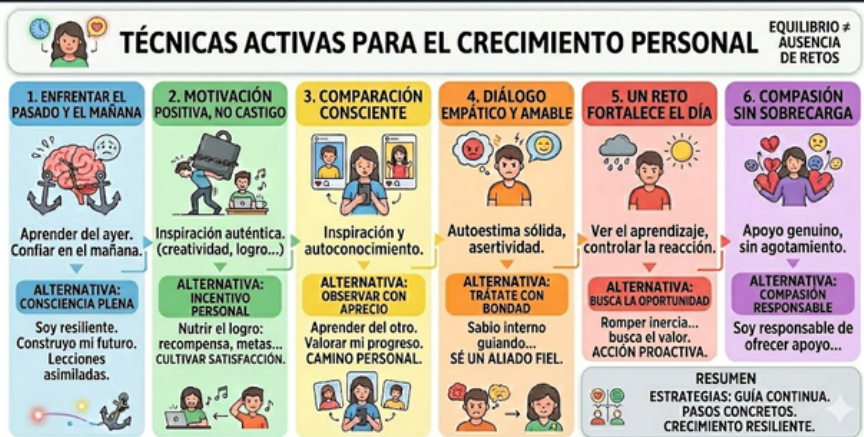 TÉCNICAS ACTIVAS PARA EL CRECIMIENTO PERSONAL
EQUILIBRIO ≠
AUSENCIA
DE RETOS
1. ENFRENTAR EL
PASADO Y EL MAÑANA
Aprender del ayer.
Confiar en el mañana.
ALTERNATIVA:
CONSCIENCIA PLENA
Soy resiliente.
Construyo mi futuro.
Lecciones
asimiladas.
2. MOTIVACIÓN
POSITIVA, NO CASTIGO
Inspiración auténtica.
(creatividad, logro...)
ALTERNATIVA:
INCENTIVO
PERSONAL
Nutrir el logro:
recompensa, metas...
CULTIVAR SATISFACCIÓN.
3. COMPARACIÓN
CONSCIENTE
Inspiración y
autoconocimiento.
ALTERNATIVA:
OBSERVAR CON
APRECIO
Aprender del otro.
Valorar mi progreso.
CAMINO PERSONAL.
4. DIÁLOGO
EMPÁTICO Y AMABLE
Autoestima sólida,
asertividad.
ALTERNATIVA:
TRÁTATE CON
BONDAD
Sabio interno
guiando...
SÉ UN ALIADO FIEL.
5. UN RETO
FORTALECE EL DÍA
Ver el aprendizaje,
controlar la reacción.
ALTERNATIVA:
BUSCA LA OPORTUNIDAD
Romper inercia...
busca el valor.
ACCIÓN PROACTIVA.
6. COMPASIÓN
SIN SOBRECARGA
Apoyo genuino,
sin agotamiento.
ALTERNATIVA:
COMPASIÓN
RESPONSABLE
Soy responsable de
ofrecer apoyo...
RESUMEN
ESTRATEGIAS: GUÍA CONTINUA.
PASOS CONCRETOS.
CRECIMIENTO RESILIENTE.